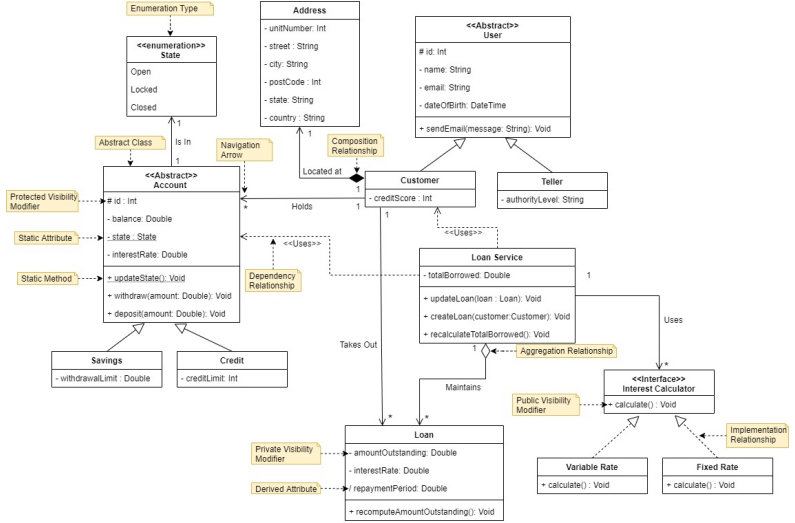 Enumeration Type
<<enumeration>>
State
Open
Locked
Closed
1
Is In
1
Address
- unitNumber: Int
- street : String
- city: String
- postCode : Int
- state: String
- country : String
1
Located at
Composition
Relationship
<<Abstract>>
User
# id: Int
- name: String
- email: String
- dateOfBirth: DateTime
+ sendEmail(message: String): Void
Abstract Class
Navigation
Arrow
Customer
- creditScore : Int
1
1
1
Teller
- authorityLevel: String
<<Abstract>>
Account
# id : Int
- balance: Double
- state : State
- interestRate: Double
+ updateState(): Void
+ withdraw(amount: Double): Void
+ deposit(amount: Double): Void
Protected Visibility
Modifier
Static Attribute
Static Method
*
Holds
<<Uses>>
<<Uses>>
Dependency
Relationship
Loan Service
- totalBorrowed: Double
+ updateLoan(loan : Loan): Void
+ createLoan(customer:Customer): Void
+ recalculateTotalBorrowed(): Void
1
1
Uses
*
Savings
- withdrawalLimit : Double
Credit
- creditLimit: Int
Takes Out
Aggregation Relationship
Maintains
*
*
<<Interface>>
Interest Calculator
+ calculate() : Void
Public Visibility
Modifier
Implementation
Relationship
Loan
- amountOutstanding: Double
- interestRate: Double
/ repaymentPeriod: Double
+ recomputeAmountOutstanding(): Void
Private Visibility
Modifier
Derived Attribute
Variable Rate
+ calculate() : Void
Fixed Rate
+ calculate() : Void